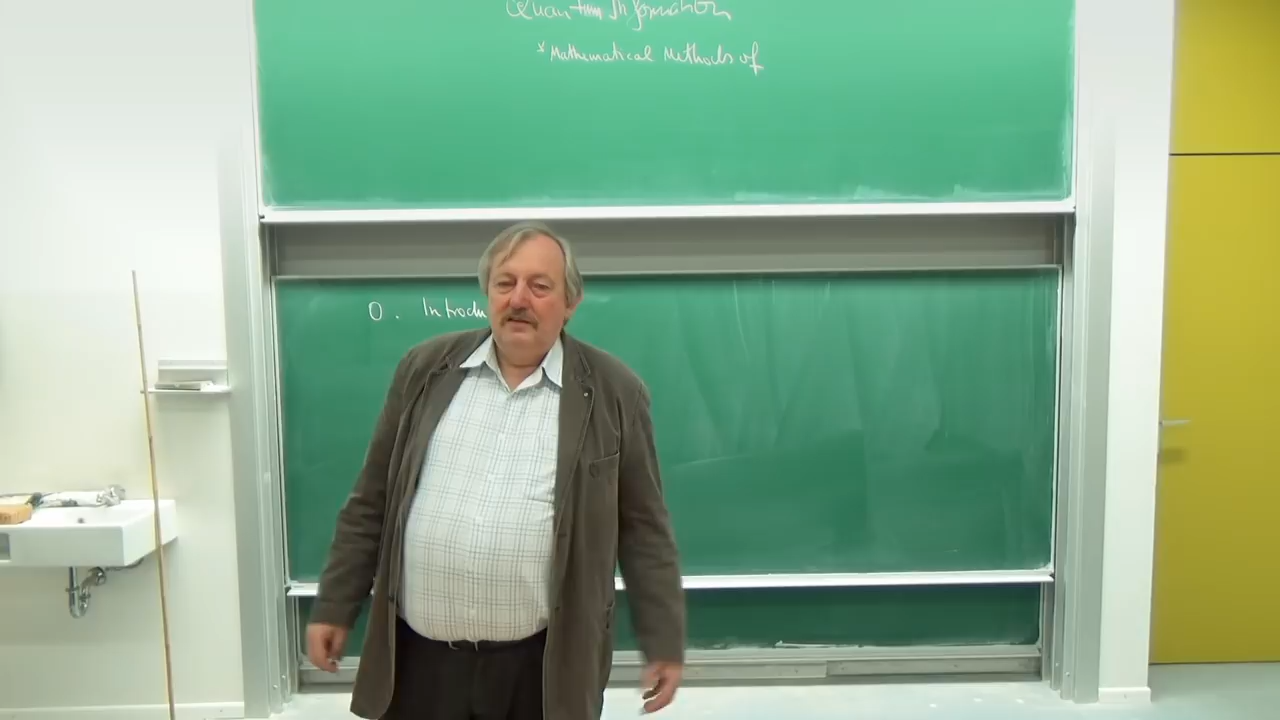 Quantum Information
* Mathematical Methods of
0. Introdu